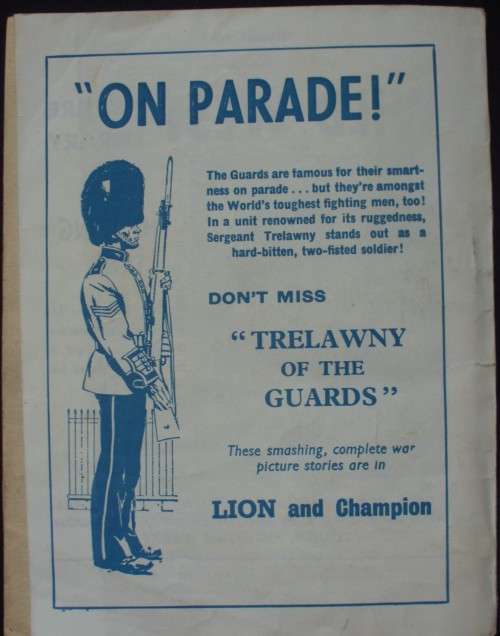 "ON PARADE!"
The Guards are famous for their smart-
ness on parade ... but they're amongst
the World's toughest fighting men, too!
In a unit renowned for its ruggedness,
Sergeant Trelawny stands out as a
hard-bitten, two-fisted soldier!
DON'T MISS
"TRELAWNY
OF THE
GUARDS"
These smashing, complete war
picture stories are in
LION and Champion